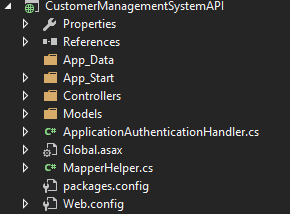 CustomerManagementSystemAPI
Properties
References
App_Data
App_Start
Controllers
Models
C# ApplicationAuthenticationHandler.cs
Global.asax
C# MapperHelper.cs
packages.config
Web.config